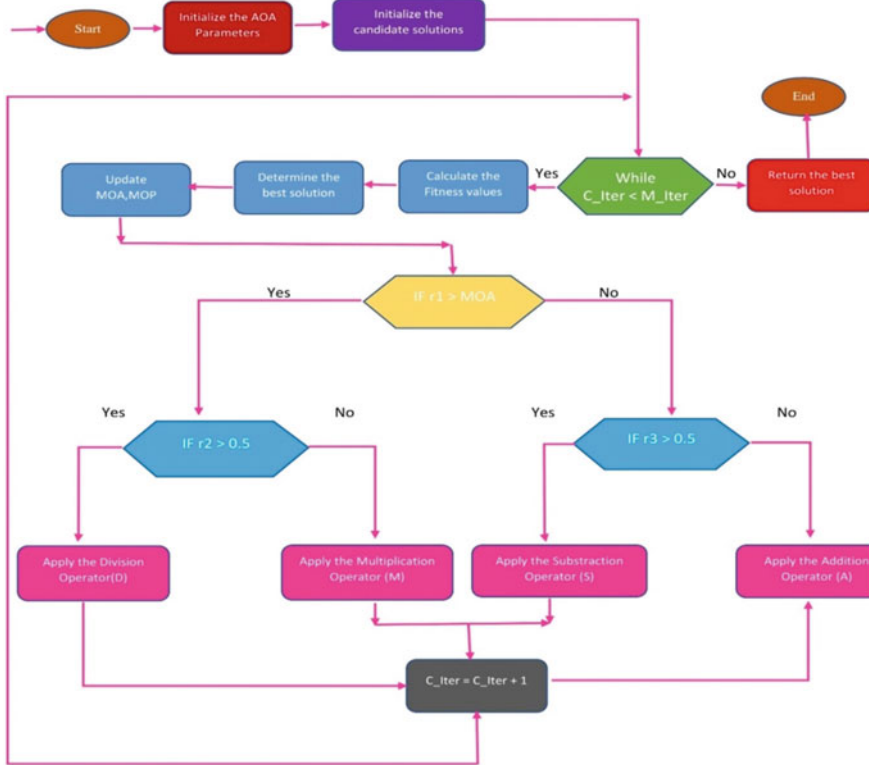 Start
Initialize the AOA
Parameters
Initialize the
candidate solutions
End
Update
MOA,MOP
Determine the
best solution
Calculate the
Fitness values
Yes
While
C_Iter < M_Iter
No
Return the best
solution
Yes
IF r1 > MOA
No
Yes
IF r2 > 0.5
No
Yes
IF r3 > 0.5
No
Apply the Division
Operator(D)
Apply the Multiplication
Operator (M)
Apply the Substraction
Operator (S)
Apply the Addition
Operator (A)
C_Iter = C_Iter + 1